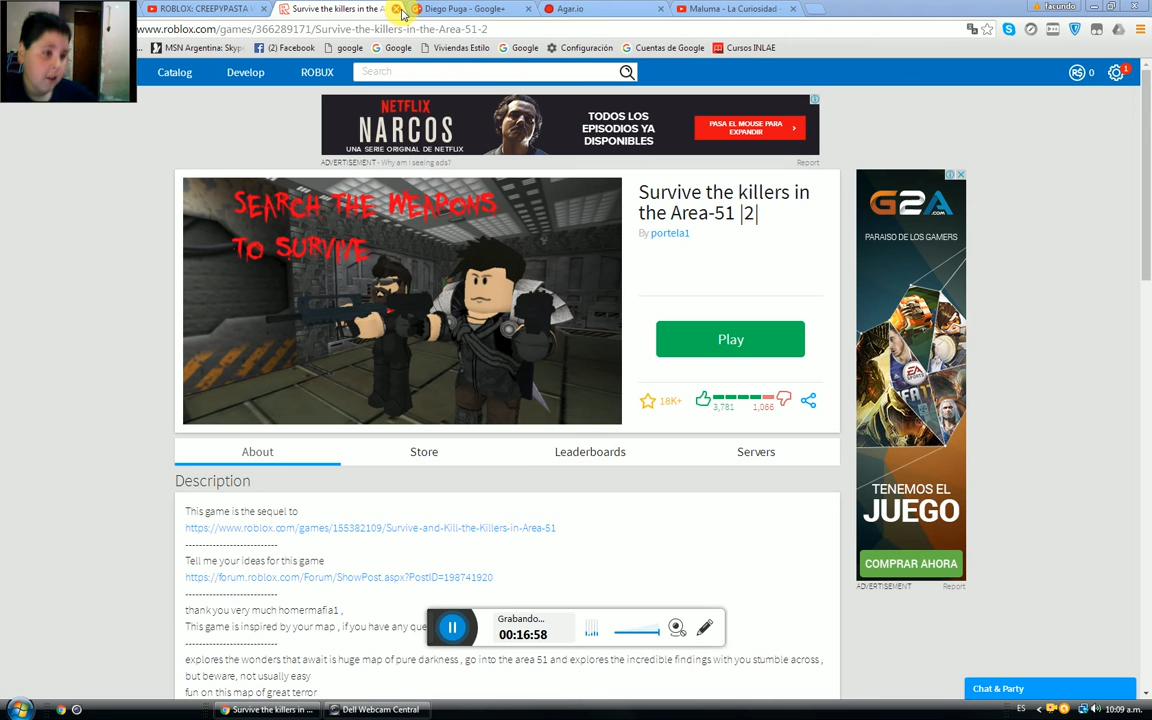 ROBLOX: CREEPYPASTA W
Survive the killers in the A
Diego Puga - Google+
Agar.io
Maluma - La Curiosidad
facundo
www.roblox.com/games/366289171/Survive-the-killers-in-the-Area-51-2
MSN Argentina: Skyp
(2) Facebook
google
Google
Viviendas Estilo
Google
Configuración
Cuentas de Google
Cursos INLAE
Catalog
Develop
ROBUX
Search
R$ 0
1
NETFLIX
NARCOS
UNA SERIE ORIGINAL DE NETFLIX
TODOS LOS
EPISODIOS YA
DISPONIBLES
PASA EL MOUSE PARA
EXPANDIR
ADVERTISEMENT - Why am I seeing ads?
Report
SEARCH THE WEAPONS
TO SURVIVE
Survive the killers in
the Area-51 |2|
By portela1
Play
18K+
3,781
1,066
G2A
.COM
PARAISO DE LOS GAMERS
EA
SPORTS
TENEMOS EL
JUEGO
COMPRAR AHORA
ADVERTISEMENT
Report
About
Store
Leaderboards
Servers
Description
This game is the sequel to
https://www.roblox.com/games/155382109/Survive-and-Kill-the-Killers-in-Area-51
---------------------------
Tell me your ideas for this game
https://forum.roblox.com/Forum/ShowPost.aspx?PostID=198741920
---------------------------
thank you very much homermafia1 ,
This game is inspired by your map , if you have any que
---------------------------
explores the wonders that await is huge map of pure darkness , go into the area 51 and explores the incredible findings with you stumble across ,
but beware, not usually easy
fun on this map of great terror
Grabando...
00:16:58
Chat & Party
Survive the killers in ...
Dell Webcam Central
ES
10:09 a.m.